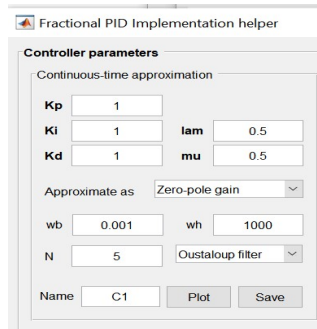 Fractional PID Implementation helper
Controller parameters
Continuous-time approximation
Kp 1
Ki 1 lam 0.5
Kd 1 mu 0.5
Approximate as Zero-pole gain
wb 0.001 wh 1000
N 5 Oustaloup filter
Name C1 Plot Save